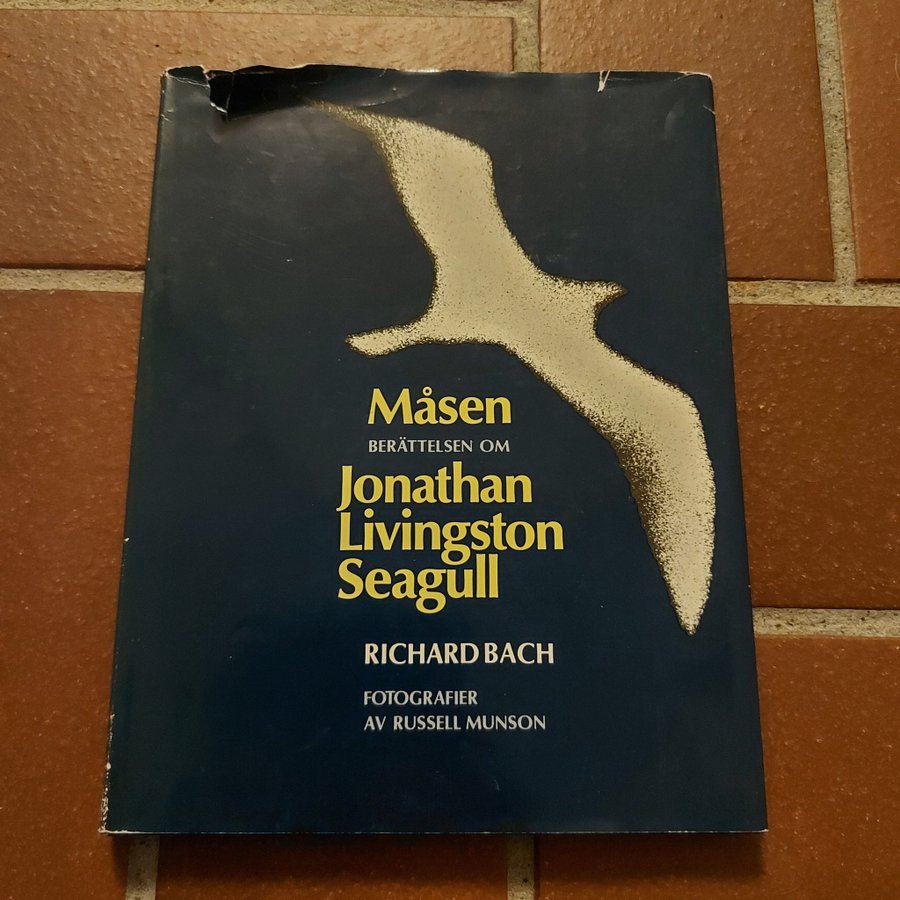 Måsen
BERÄTTELSEN OM
Jonathan
Livingston
Seagull
RICHARD BACH
FOTOGRAFIER
AV RUSSELL MUNSON